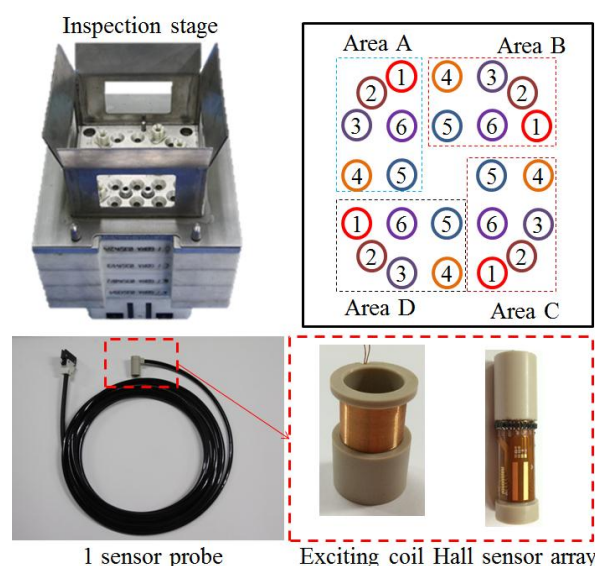 Inspection stage
Area A Area B
1 4 3
2 2
3 6 5 6 1
4 5 5 4
1 6 5 6 3
2 2
3 4 1
Area D Area C
1 sensor probe
Exciting coil
Hall sensor array